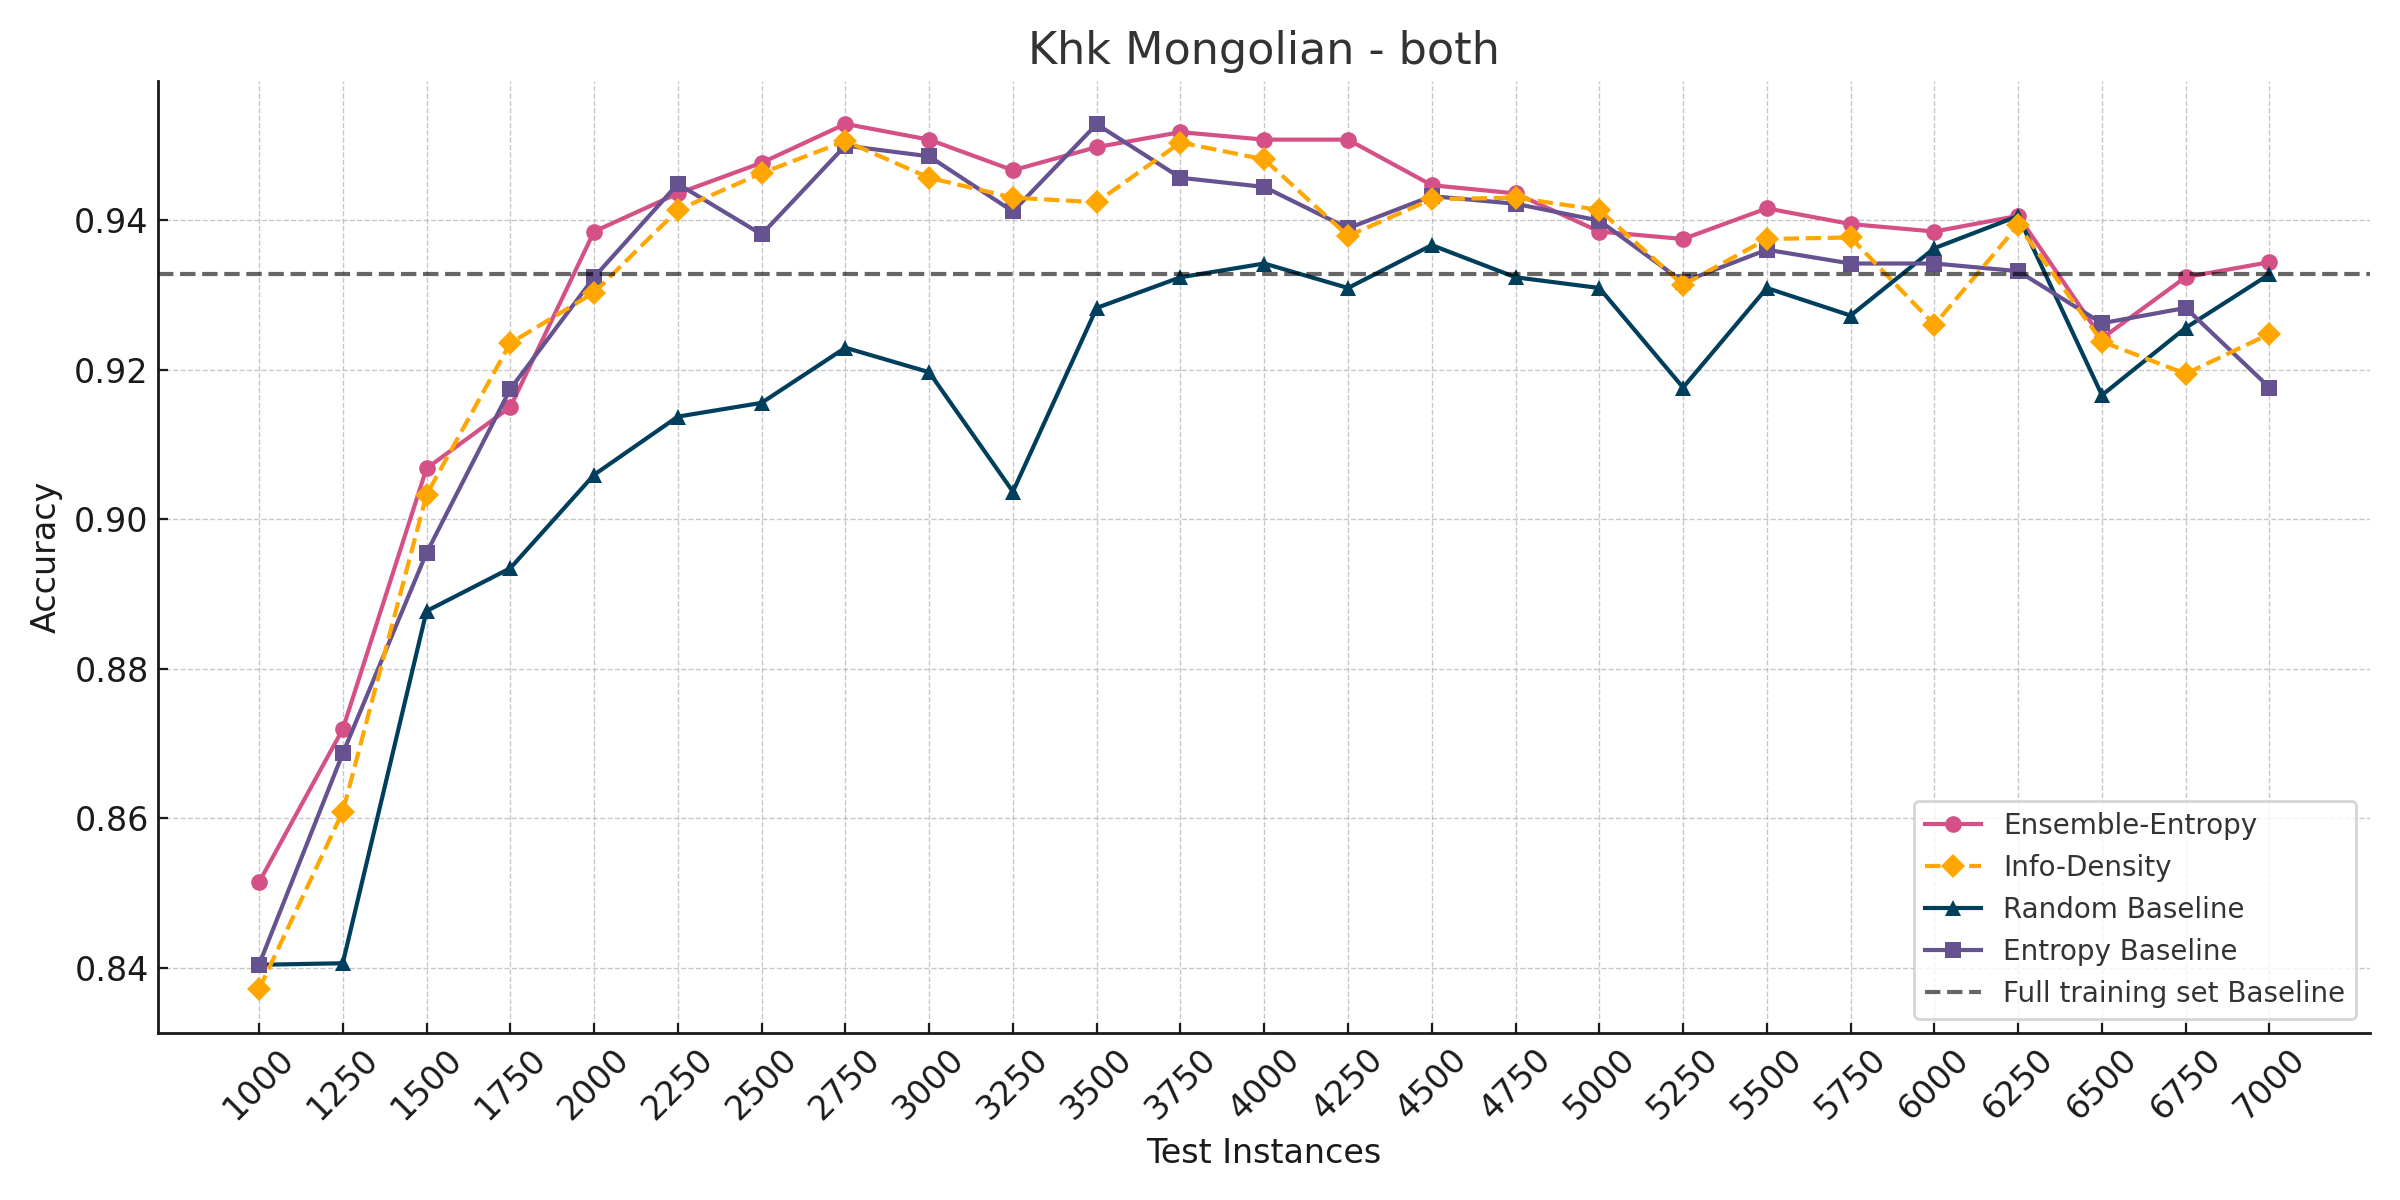 Khk Mongolian - both
Accuracy
0.94
0.92
0.90
0.88
0.86
0.84
Ensemble-Entropy
Info-Density
Random Baseline
Entropy Baseline
Full training set Baseline
1000 1250 1500 1750 2000 2250 2500 2750 3000 3250 3500 3750 4000 4250 4500 4750 5000 5250 5500 5750 6000 6250 6500 6750 7000
Test Instances